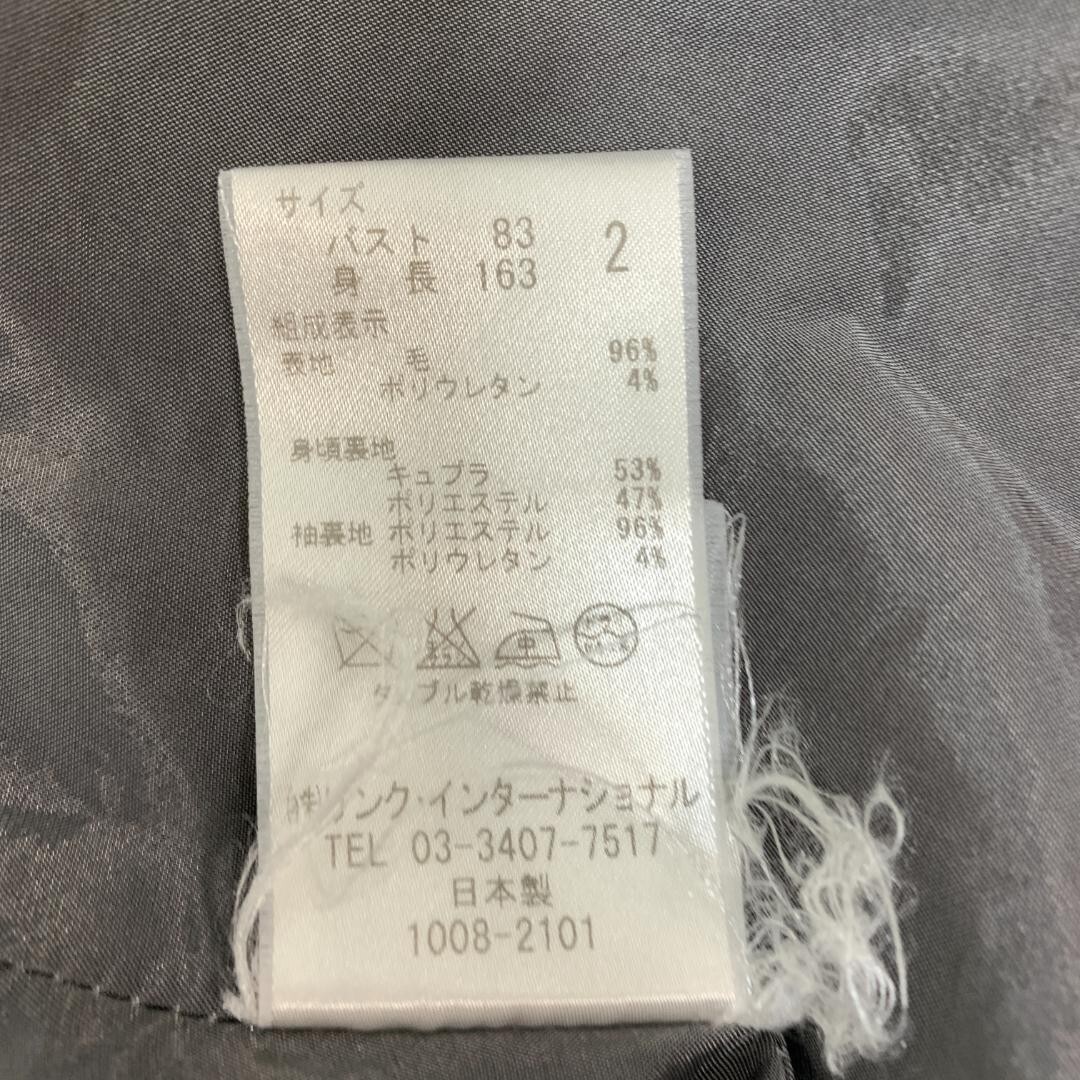 サイズ
バスト 83 2
身 長 163
組成表示
表地 毛 96%
ポリウレタン 4%
身頃裏地
キュプラ 53%
ポリエステル 47%
袖裏地 ポリエステル 96%
ポリウレタン 4%
中
タンブル乾燥禁止
リンク・インターナショナル
TEL 03-3407-7517
日本製
1008-2101